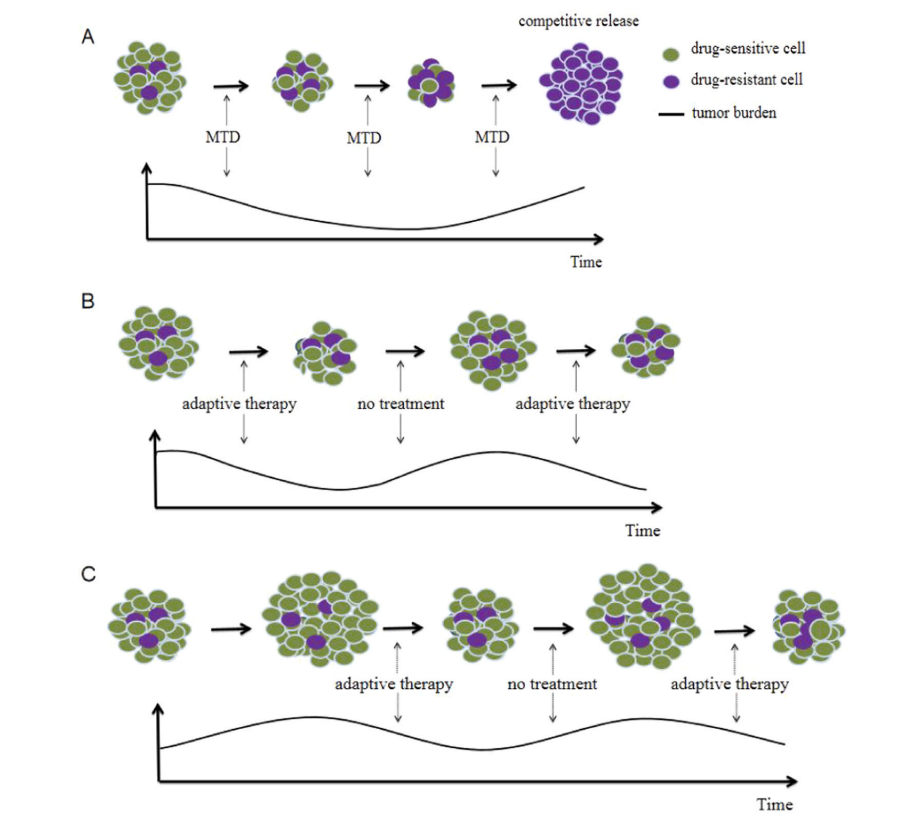 competitive release
A
drug-sensitive cell
drug-resistant cell
tumor burden
MTD
MTD
MTD
Time
B
adaptive therapy
no treatment
adaptive therapy
Time
C
adaptive therapy
no treatment
adaptive therapy
Time